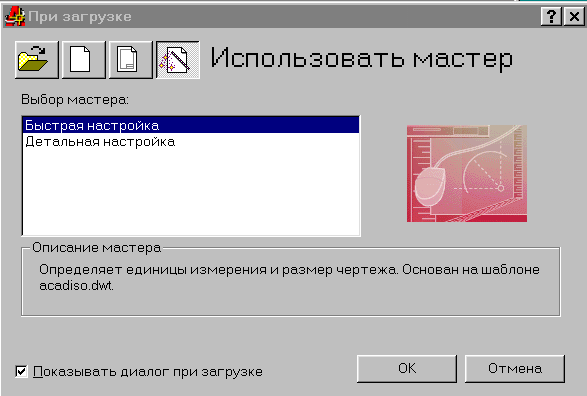 При загрузке
Использовать мастер
Выбор мастера:
Быстрая настройка
Детальная настройка
Описание мастера
Определяет единицы измерения и размер чертежа. Основан на шаблоне
acadiso.dwt.
Показывать диалог при загрузке
OK
Отмена